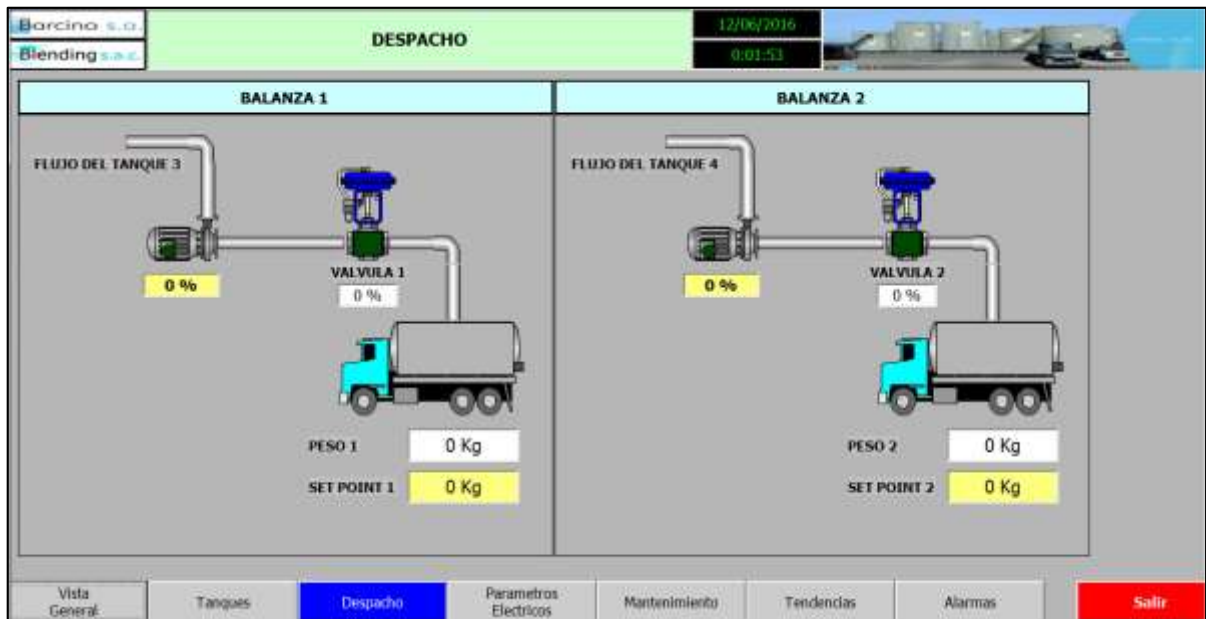 Barcino s.a.
Blending s.a.c.
DESPACHO
12/06/2016
0:01:53
BALANZA 1
BALANZA 2
FLUJO DEL TANQUE 3
0 %
VALVULA 1
0 %
PESO 1
0 Kg
SET POINT 1
0 Kg
FLUJO DEL TANQUE 4
0 %
VALVULA 2
0 %
PESO 2
0 Kg
SET POINT 2
0 Kg
Vista
General
Tanques
Despacho
Parametros
Electricos
Mantenimiento
Tendencias
Alarmas
Salir